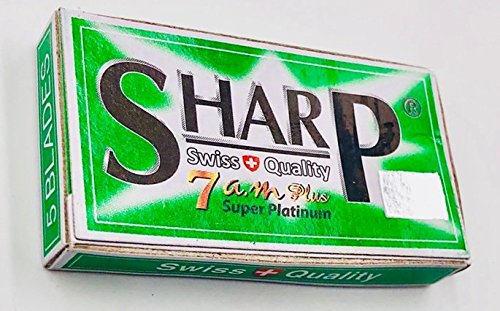 SHARP®
Swiss Quality
7 a.m Plus
Super Platinum
5 BLADES
Swiss Quality